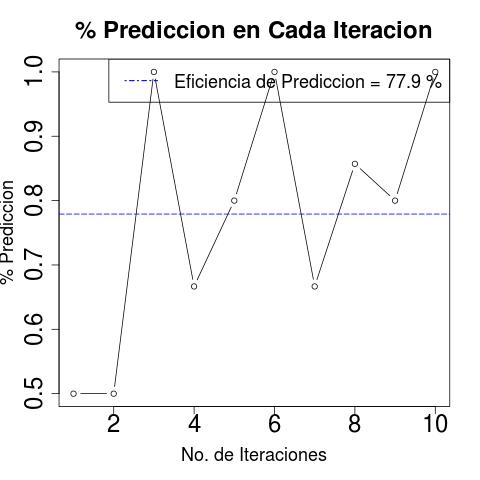 % Prediccion en Cada Iteracion
Eficiencia de Prediccion = 77.9 %
% Prediccion
1.0
0.9
0.8
0.7
0.6
0.5
2 4 6 8 10
No. de Iteraciones